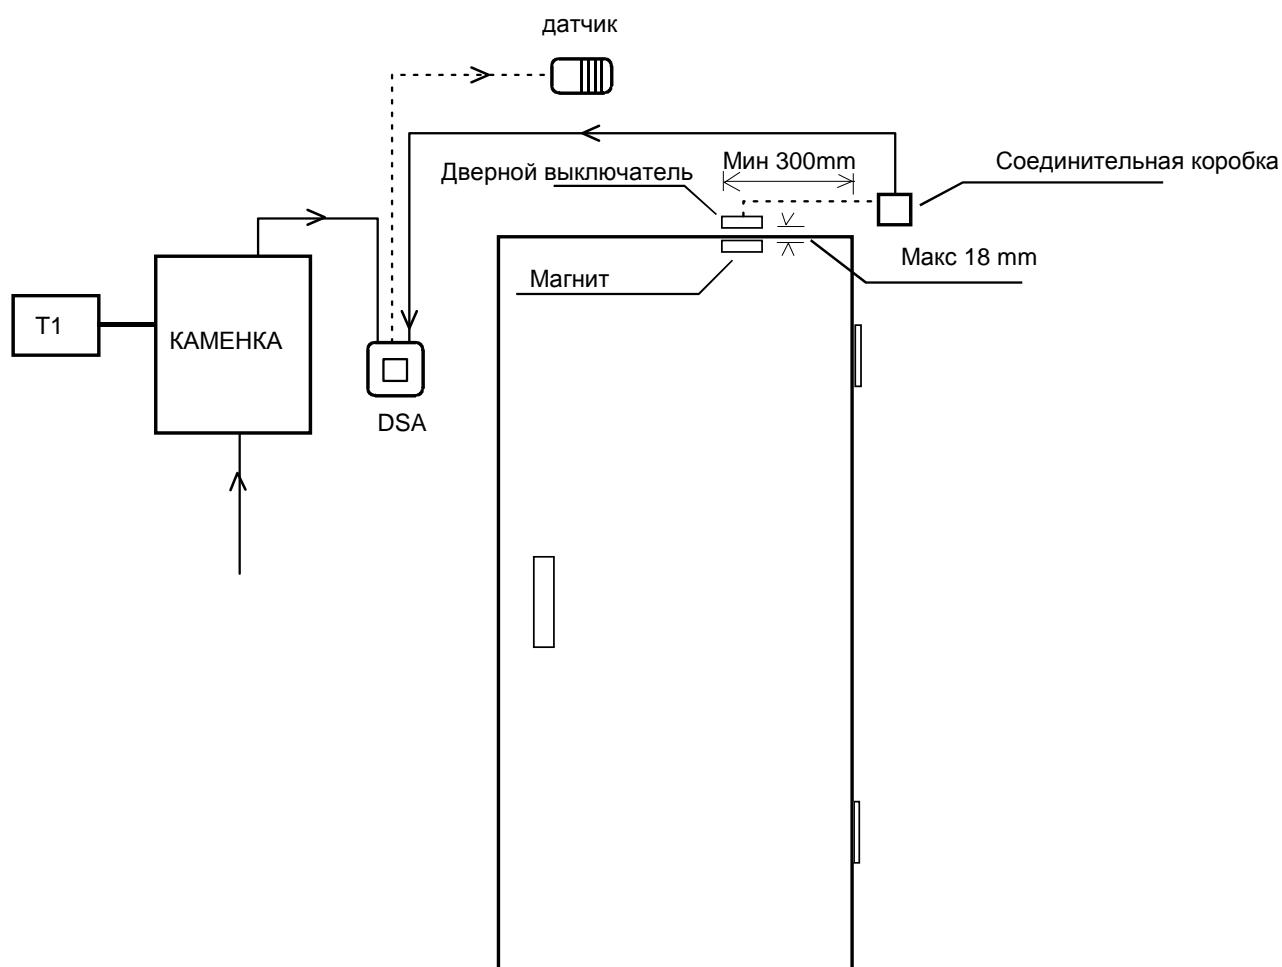 датчик
Мин 300mm
Соединительная коробка
Дверной выключатель
Макс 18 mm
Магнит
T1
КАМЕНКА
DSA